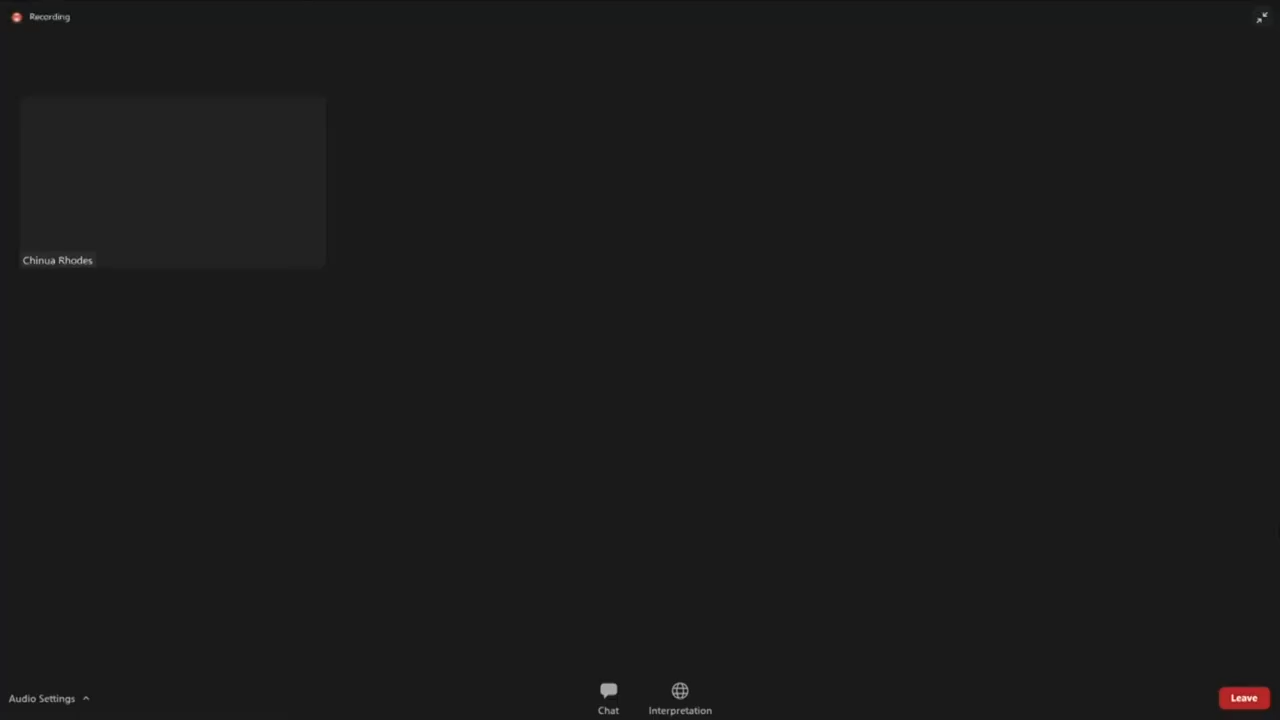 Recording
Chinua Rhodes
Audio Settings
Chat
Interpretation
Leave